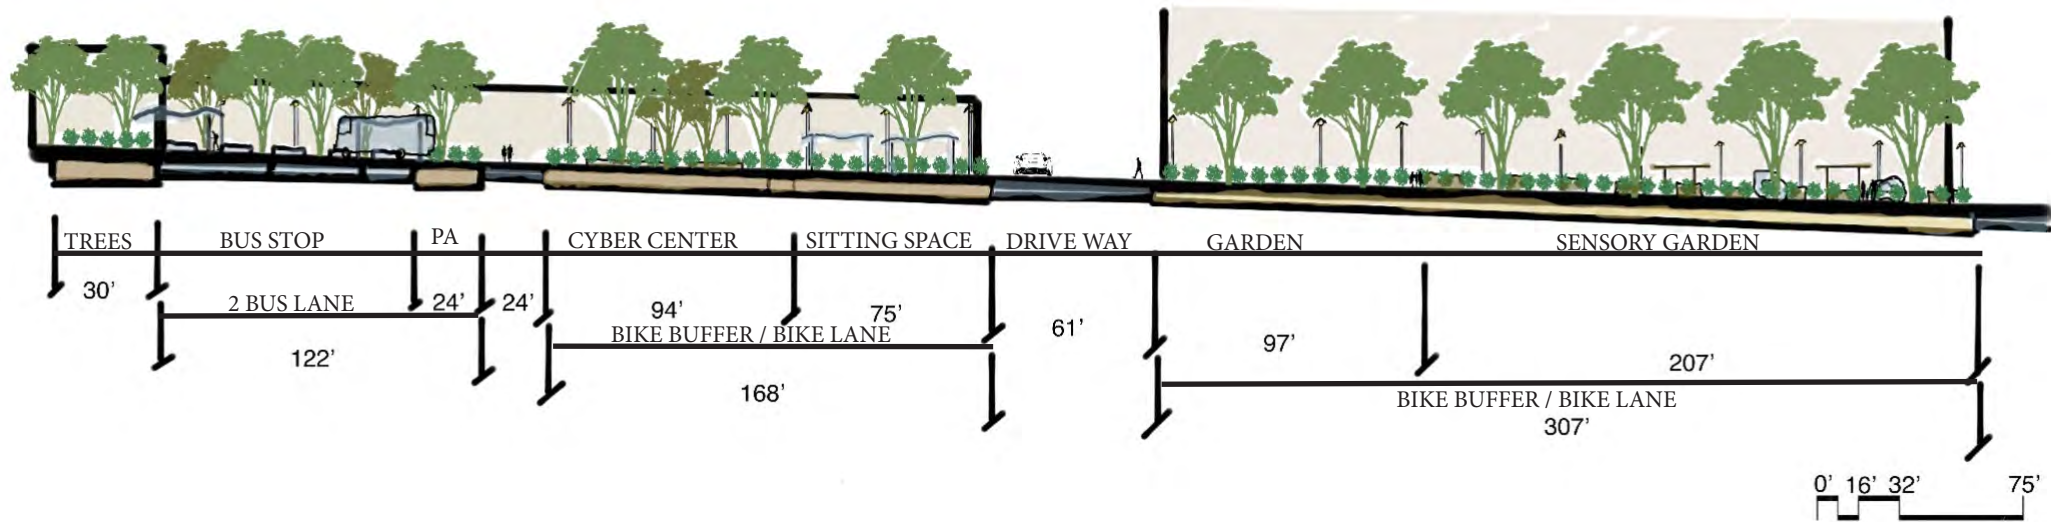 TREES BUS STOP PA CYBER CENTER SITTING SPACE DRIVE WAY GARDEN SENSORY GARDEN
30' 2 BUS LANE 24' 24' 94' 75' 61' 97' 207'
122' BIKE BUFFER / BIKE LANE
168' BIKE BUFFER / BIKE LANE
307'
0' 16' 32' 75'